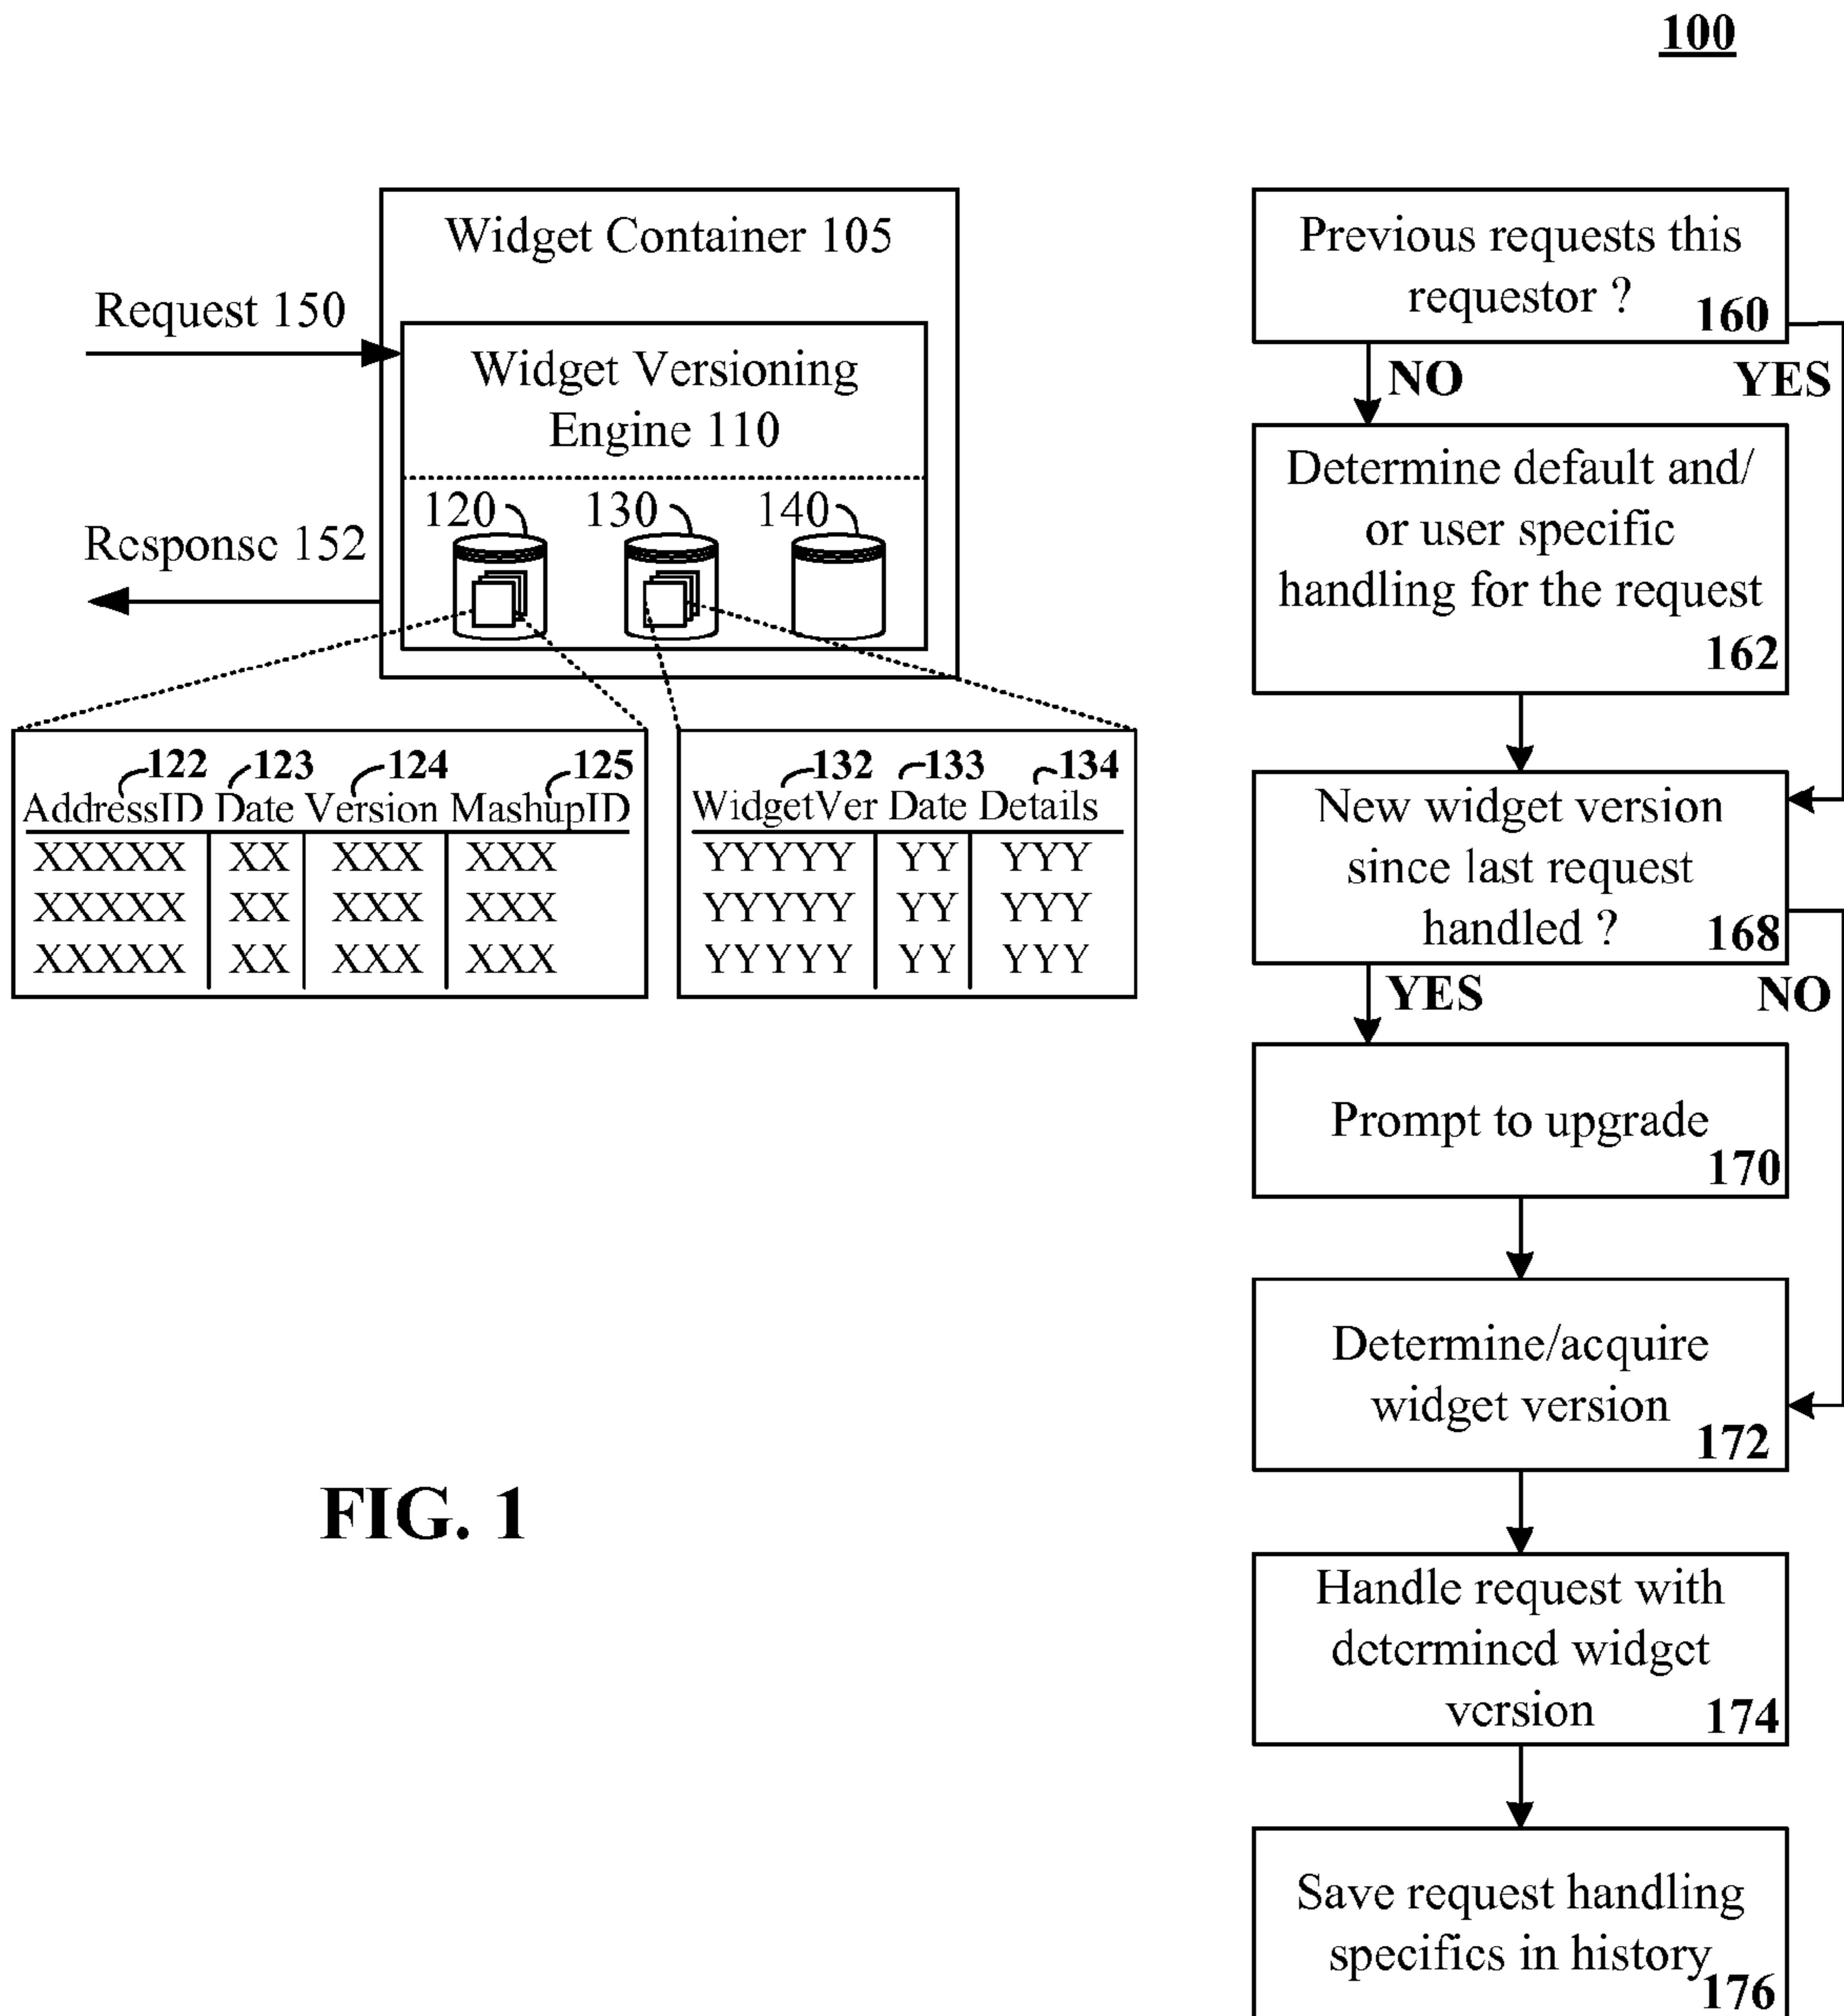 100
Widget Container 105
Request 150
Widget Versioning
Engine 110
120 130 140
Response 152
122 123 124 125
AddressID Date Version MashupID
XXXXX XX XXX XXX
XXXXX XX XXX XXX
XXXXX XX XXX XXX
132 133 134
WidgetVer Date Details
YYYYY YY YYY
YYYYY YY YYY
YYYYY YY YYY
FIG. 1
Previous requests this
requestor ?
160
NO YES
Determine default and/
or user specific
handling for the request
162
New widget version
since last request
handled ? 168
YES NO
Prompt to upgrade
170
Determine/acquire
widget version
172
Handle request with
determined widget
version 174
Save request handling
specifics in history
176